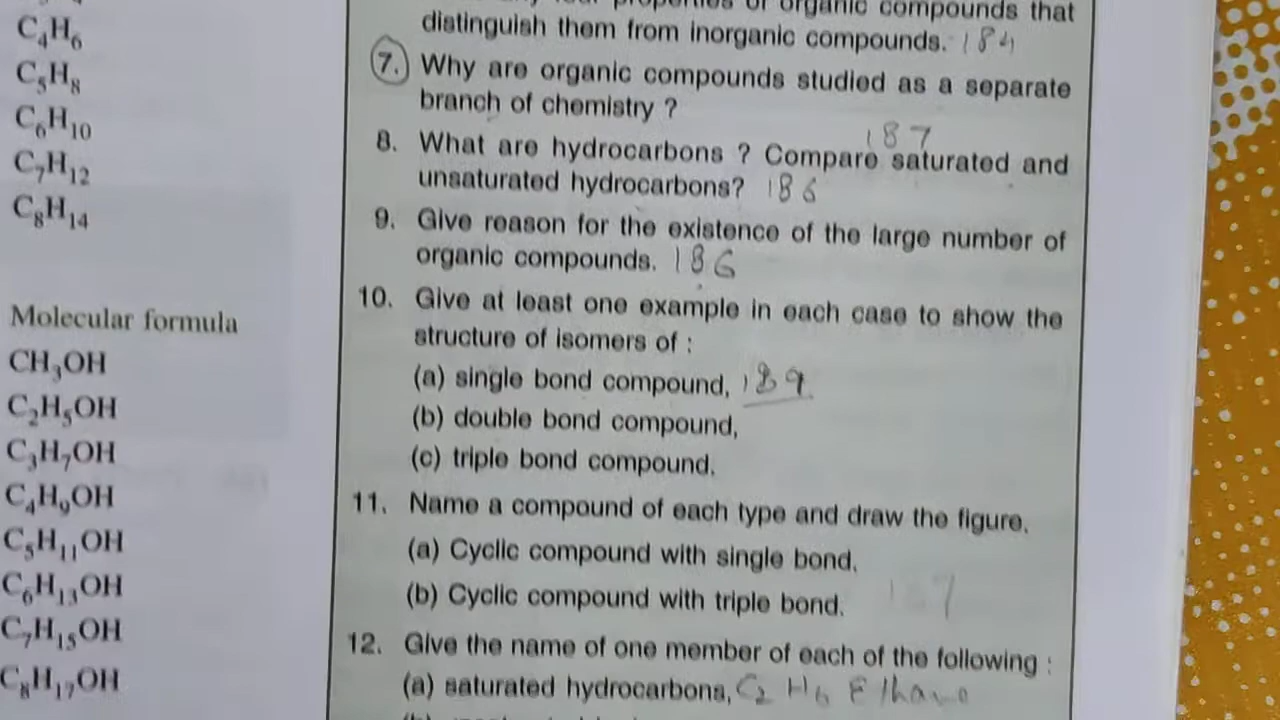 C₄H₆
C₅H₈
C₆H₁₀
C₇H₁₂
C₈H₁₄
Molecular formula
CH₃OH
C₂H₅OH
C₃H₇OH
C₄H₉OH
C₅H₁₁OH
C₆H₁₃OH
C₇H₁₅OH
C₈H₁₇OH
properties of organic compounds that
distinguish them from inorganic compounds. 184
7. Why are organic compounds studied as a separate
branch of chemistry ?
187
8. What are hydrocarbons ? Compare saturated and
unsaturated hydrocarbons? 186
9. Give reason for the existence of the large number of
organic compounds. 186
10. Give at least one example in each case to show the
structure of isomers of :
(a) single bond compound, 189
(b) double bond compound,
(c) triple bond compound.
11. Name a compound of each type and draw the figure.
(a) Cyclic compound with single bond.
(b) Cyclic compound with triple bond. 187
12. Give the name of one member of each of the following :
(a) saturated hydrocarbons, C₂H₆ Ethane